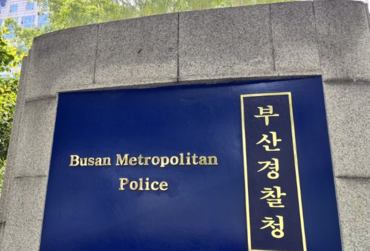 Busan Metropolitan
Police
부산경찰청